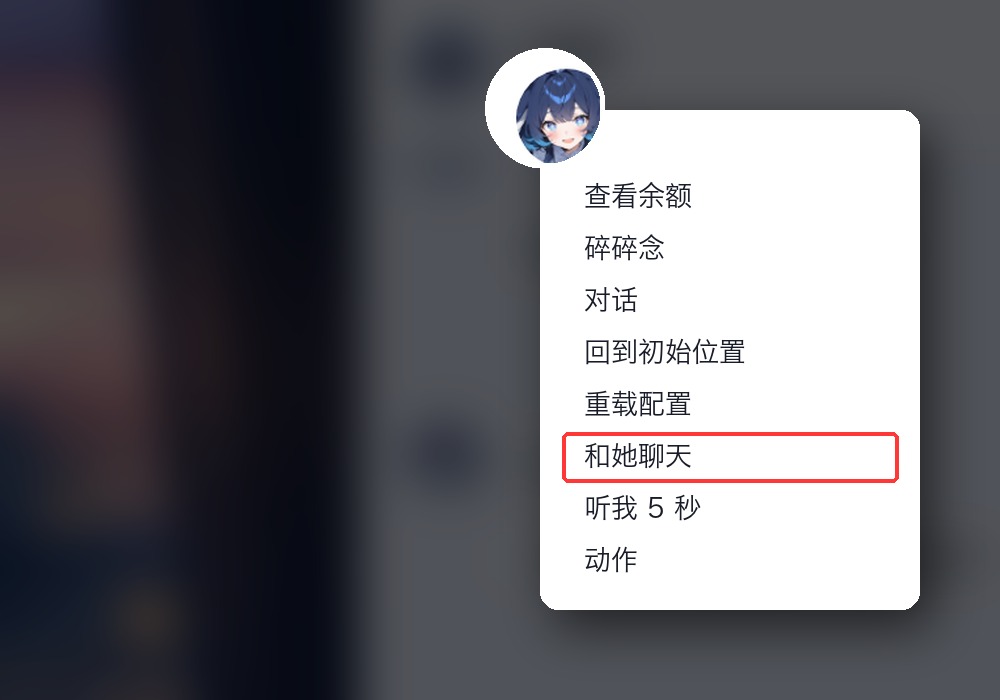 查看余额
碎碎念
对话
回到初始位置
重载配置
和她聊天
听我 5 秒
动作